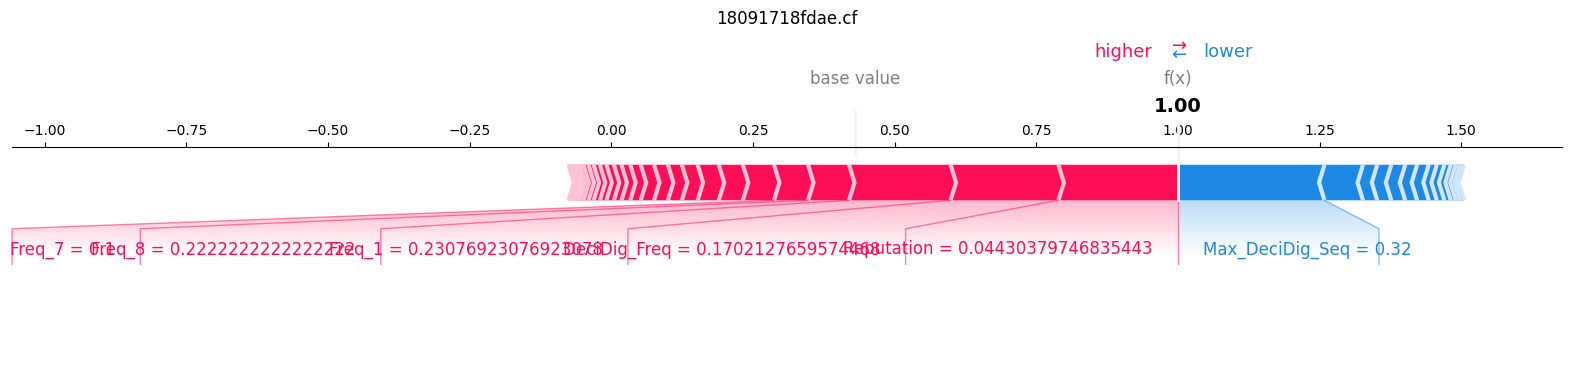 18091718fdae.cf
higher ⇄ lower
base value f(x)
1.00
−1.00 −0.75 −0.50 −0.25 0.00 0.25 0.50 0.75 1.00 1.25 1.50
Freq_7 = 0.1 Freq_8 = 0.2222222222222222 Freq_1 = 0.23076923076923078 DeciDig_Freq = 0.1702127659574468 Reputation = 0.04430379746835443 Max_DeciDig_Seq = 0.32